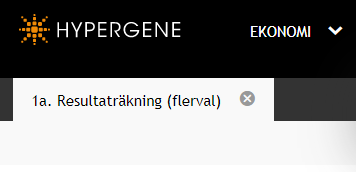 HYPERGENE EKONOMI
1a. Resultaträkning (flerval)